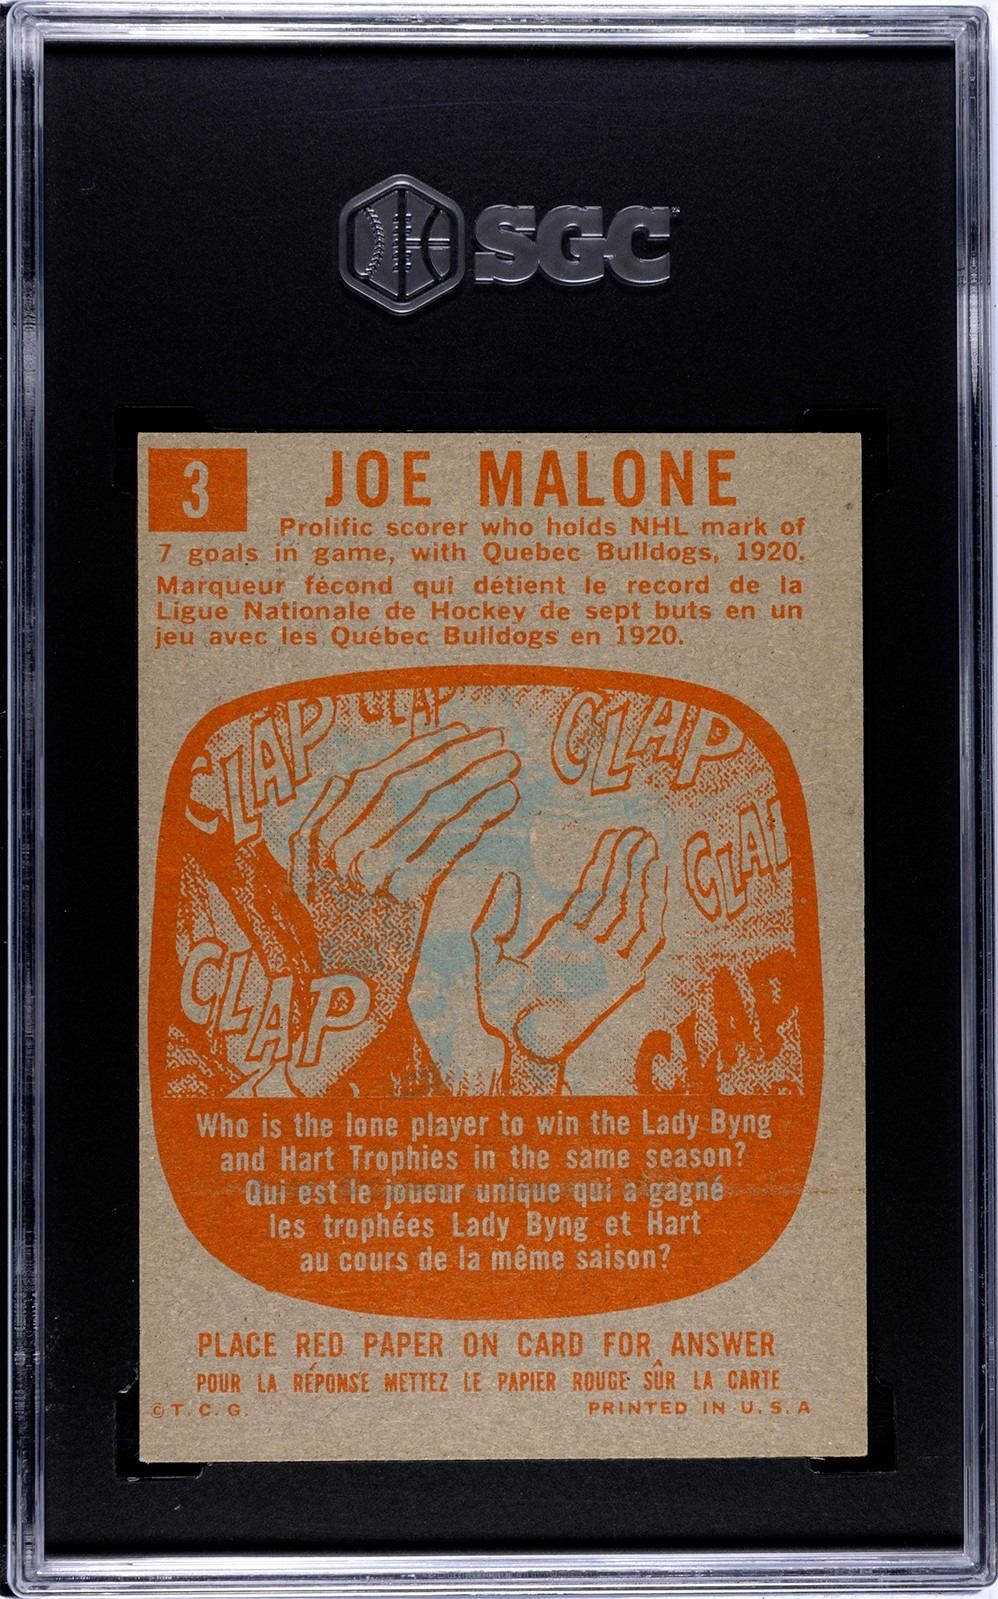 SGC
3
JOE MALONE
Prolific scorer who holds NHL mark of
7 goals in game, with Quebec Bulldogs, 1920.
Marqueur fécond qui détient le record de la
Ligue Nationale de Hockey de sept buts en un
jeu avec les Québec Bulldogs en 1920.
CLAP CLAP CLAP
CLAP
CLAP CLAP
Who is the lone player to win the Lady Byng
and Hart Trophies in the same season?
Qui est le joueur unique qui a gagné
les trophées Lady Byng et Hart
au cours de la même saison?
PLACE RED PAPER ON CARD FOR ANSWER
POUR LA RÉPONSE METTEZ LE PAPIER ROUGE SÛR LA CARTE
© T. C. G. PRINTED IN U. S. A